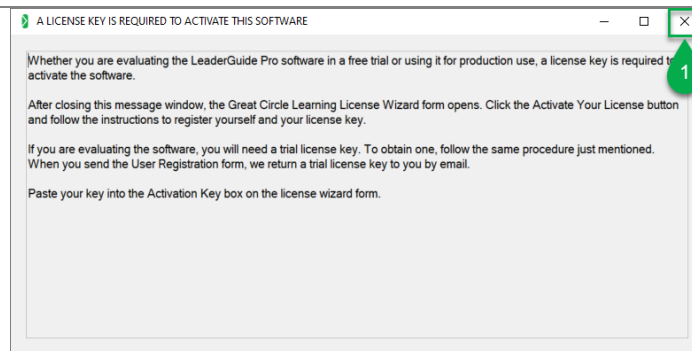 A LICENSE KEY IS REQUIRED TO ACTIVATE THIS SOFTWARE
Whether you are evaluating the LeaderGuide Pro software in a free trial or using it for production use, a license key is required to
1
activate the software.
After closing this message window, the Great Circle Learning License Wizard form opens. Click the Activate Your License button
and follow the instructions to register yourself and your license key.
If you are evaluating the software, you will need a trial license key. To obtain one, follow the same procedure just mentioned.
When you send the User Registration form, we return a trial license key to you by email.
Paste your key into the Activation Key box on the license wizard form.